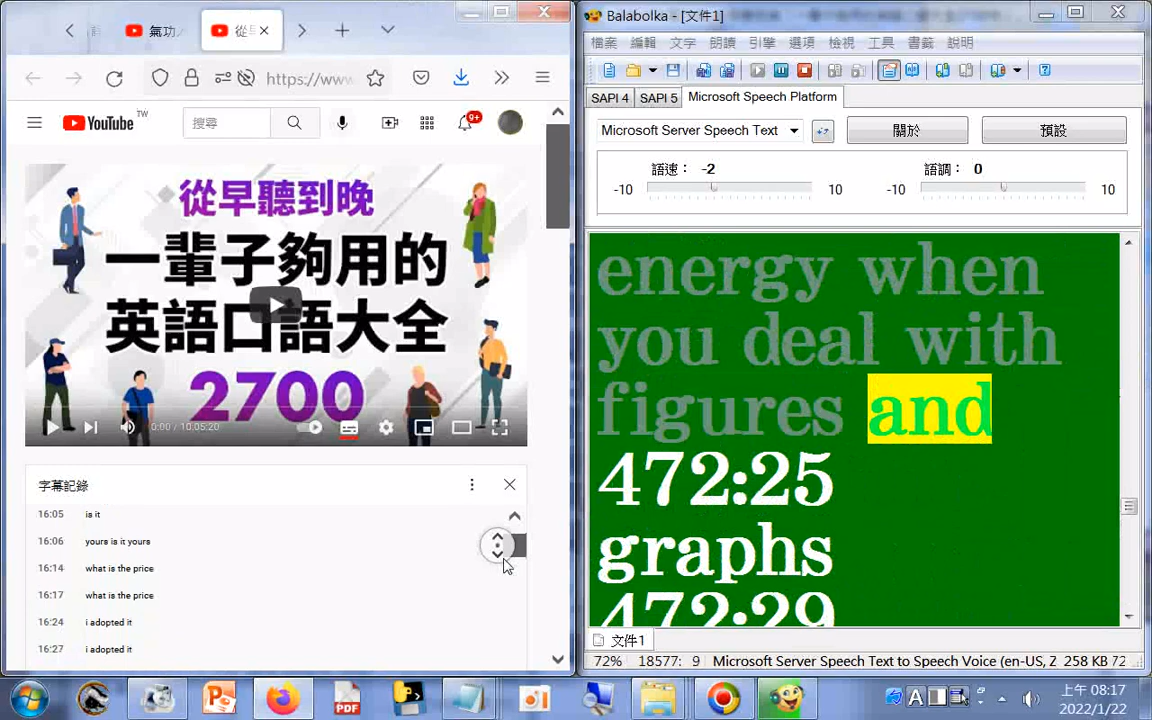 氣功
從
https://www
YouTube TW
搜尋
9+
從早聽到晚
一輩子夠用的
英語口語大全
2700
0:00 / 10:05:20
字幕記錄
16:05 is it
16:06 yours is it yours
16:14 what is the price
16:17 what is the price
16:24 i adopted it
16:27 i adopted it
Balabolka - [文件1]
檔案 編輯 文字 朗讀 引擎 選項 檢視 工具 書籤 說明
SAPI 4 SAPI 5 Microsoft Speech Platform
Microsoft Server Speech Text 關於 預設
語速： -2 語調： 0
-10 10 -10 10
energy when
you deal with
figures and
472:25
graphs
472:29
文件1
72% 18577: 9 Microsoft Server Speech Text to Speech Voice (en-US, Z 258 KB 72
PDF
A
上午 08:17
2022/1/22